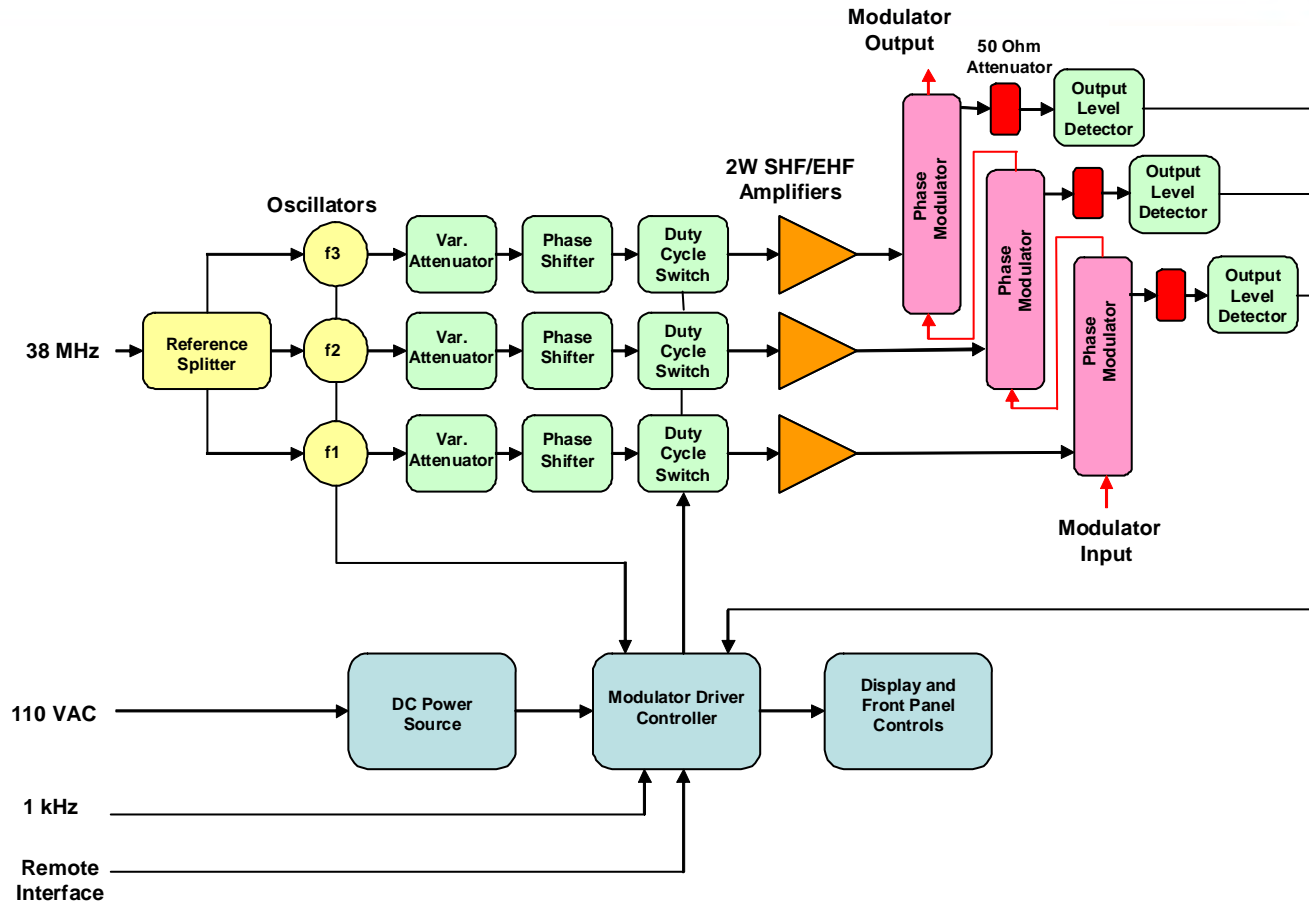 Modulator
Output
50 Ohm
Attenuator
Output
Level
Detector
Phase
Modulator
2W SHF/EHF
Amplifiers
Output
Level
Detector
Phase
Modulator
Oscillators
f3
Var.
Attenuator
Phase
Shifter
Duty
Cycle
Switch
Output
Level
Detector
Phase
Modulator
38 MHz
Reference
Splitter
f2
Var.
Attenuator
Phase
Shifter
Duty
Cycle
Switch
f1
Var.
Attenuator
Phase
Shifter
Duty
Cycle
Switch
Modulator
Input
110 VAC
DC Power
Source
Modulator Driver
Controller
Display and
Front Panel
Controls
1 kHz
Remote
Interface